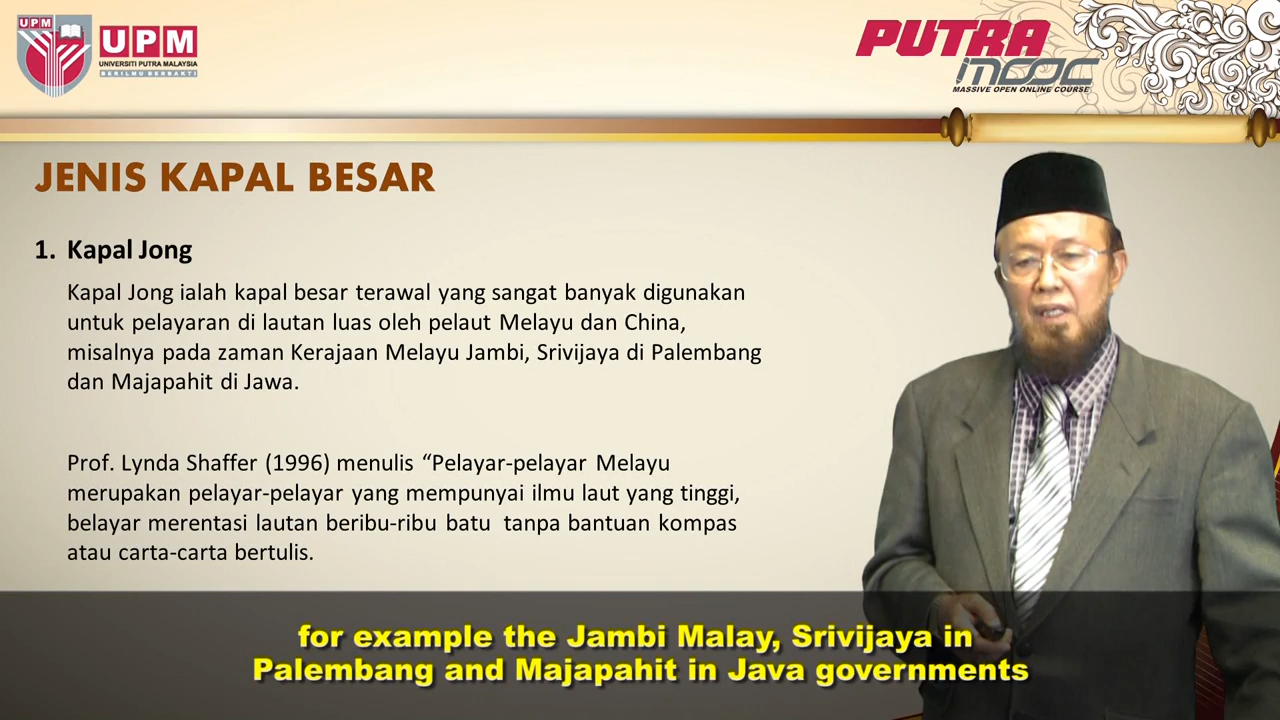 UPM
UPM
UNIVERSITI PUTRA MALAYSIA
BERILMU BERBAKTI
PUTRA
mooc
MASSIVE OPEN ONLINE COURSE
JENIS KAPAL BESAR
1. Kapal Jong
Kapal Jong ialah kapal besar terawal yang sangat banyak digunakan
untuk pelayaran di lautan luas oleh pelaut Melayu dan China,
misalnya pada zaman Kerajaan Melayu Jambi, Srivijaya di Palembang
dan Majapahit di Jawa.
Prof. Lynda Shaffer (1996) menulis “Pelayar-pelayar Melayu
merupakan pelayar-pelayar yang mempunyai ilmu laut yang tinggi,
belayar merentasi lautan beribu-ribu batu tanpa bantuan kompas
atau carta-carta bertulis.
for example the Jambi Malay, Srivijaya in
Palembang and Majapahit in Java governments